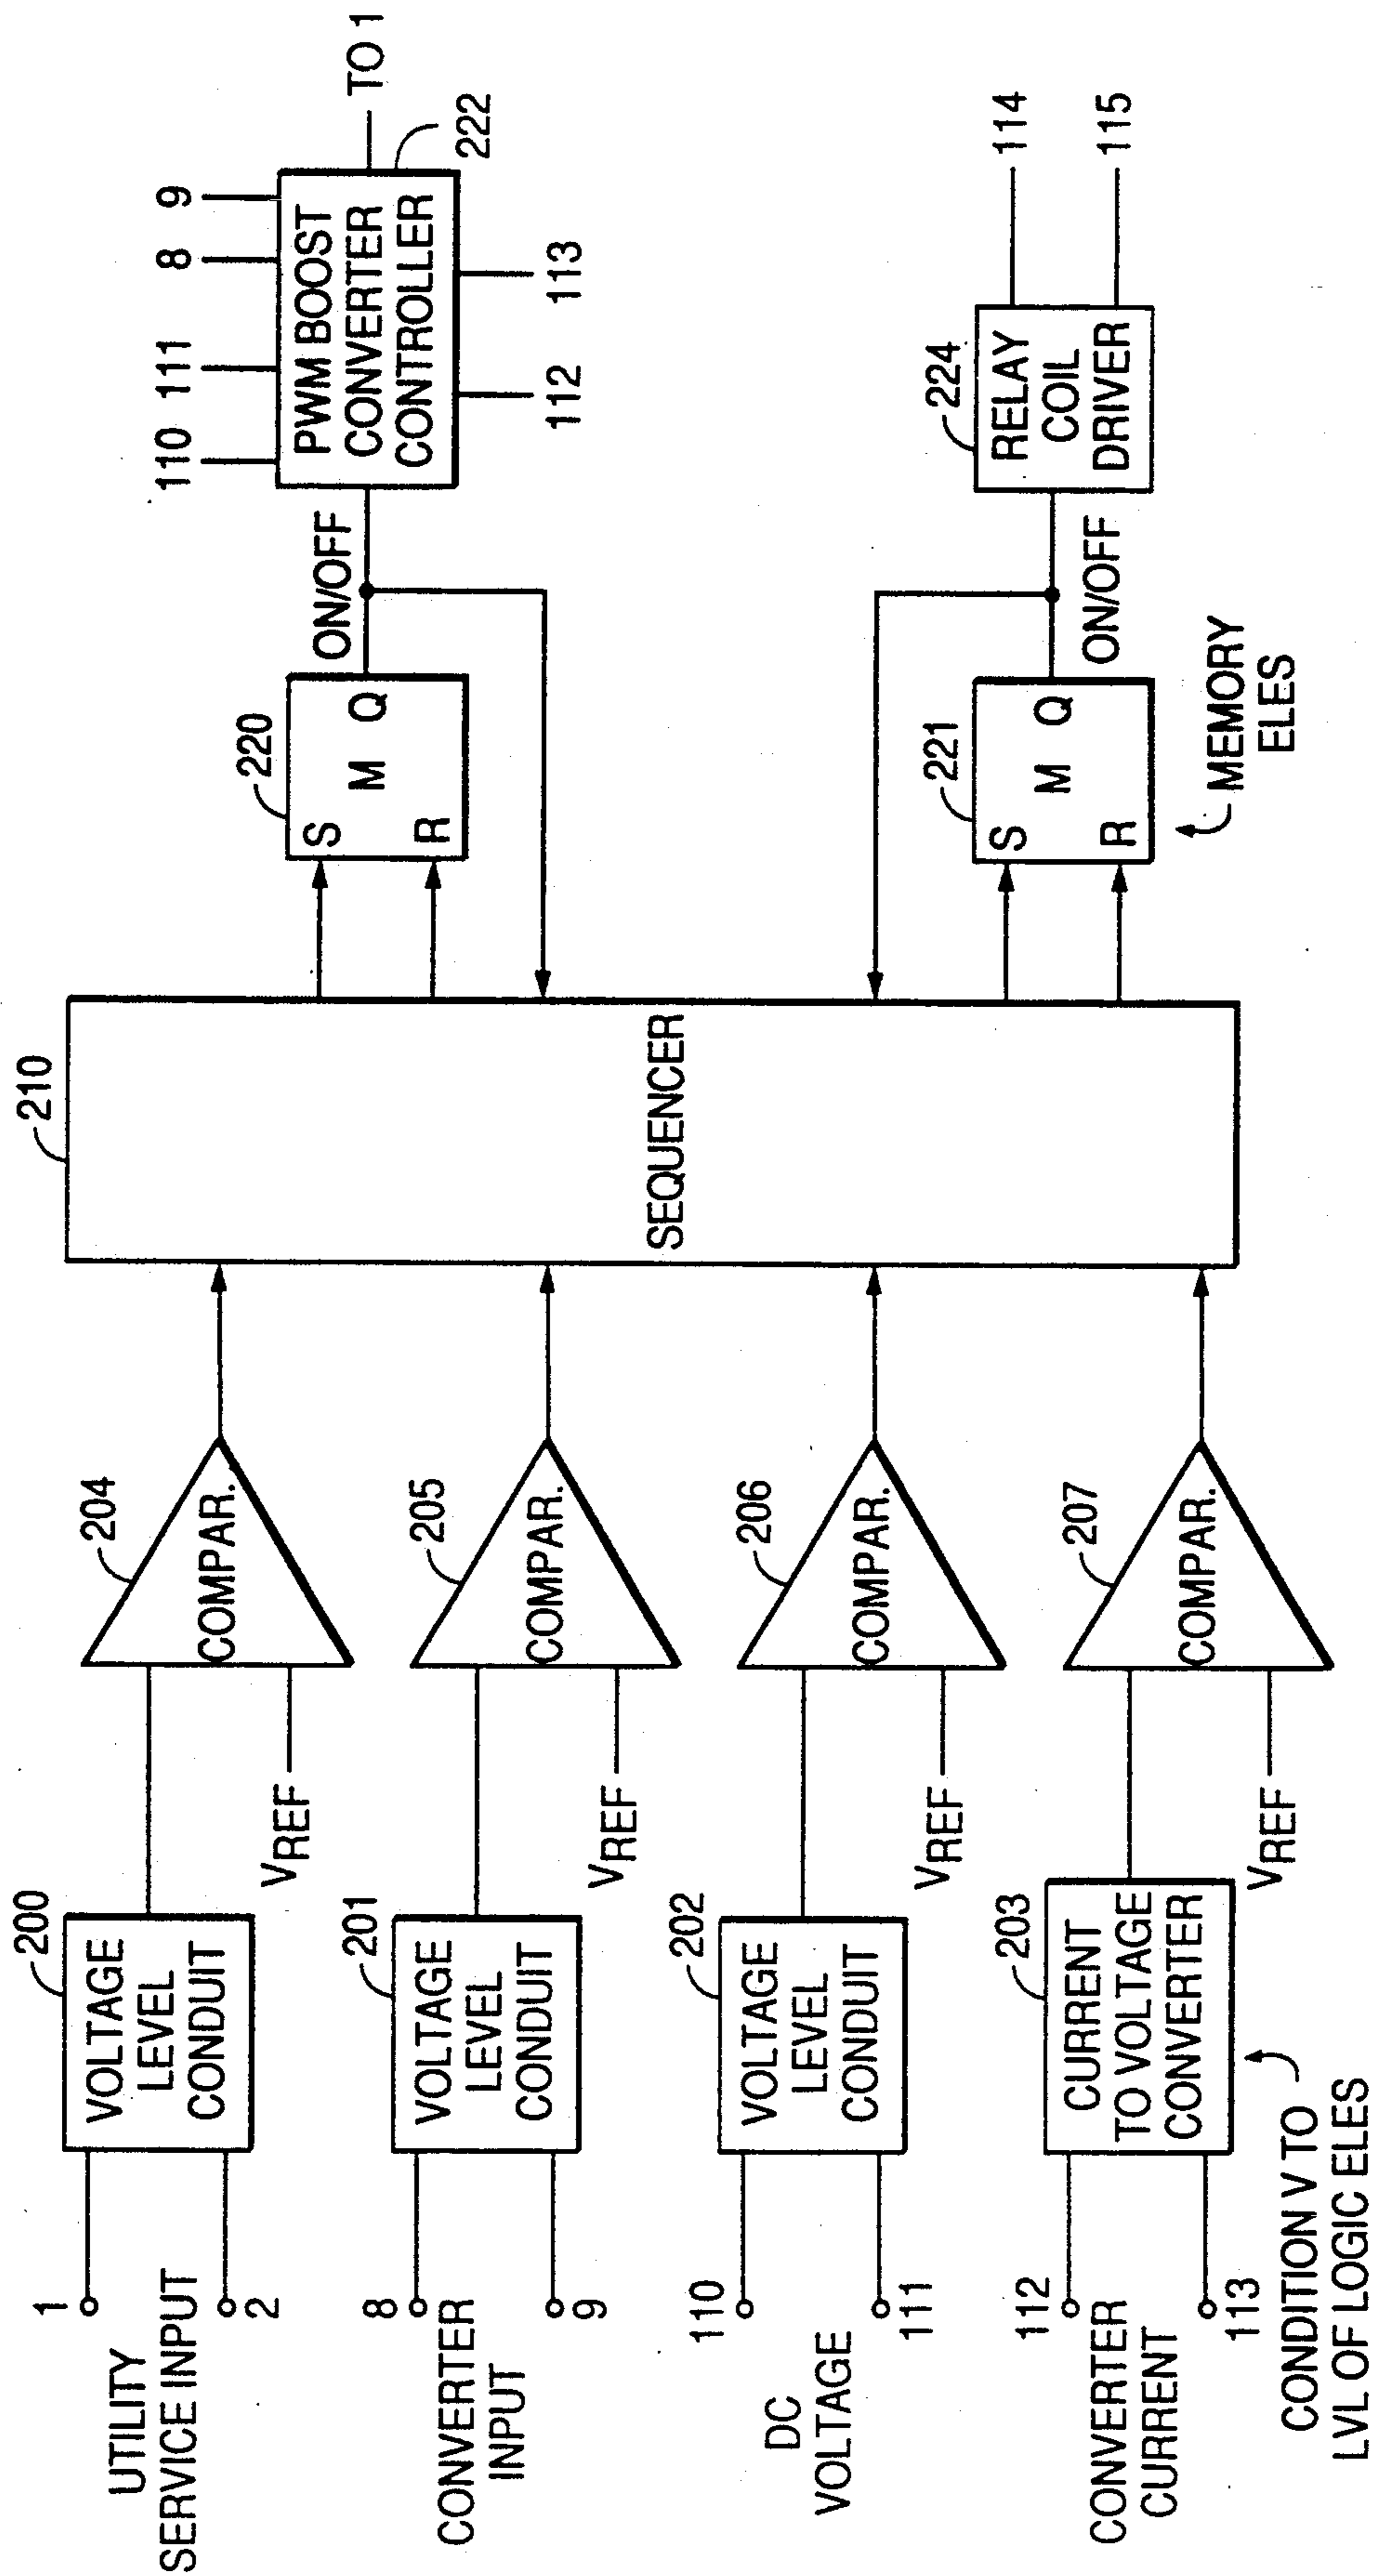 UTILITY
SERVICE INPUT
1
2
200
VOLTAGE
LEVEL
CONDUIT
VREF
204
COMPAR.
CONVERTER
INPUT
8
9
201
VOLTAGE
LEVEL
CONDUIT
VREF
205
COMPAR.
DC
VOLTAGE
110
111
202
VOLTAGE
LEVEL
CONDUIT
VREF
206
COMPAR.
CONVERTER
CURRENT
112
113
203
CURRENT
TO VOLTAGE
CONVERTER
VREF
207
COMPAR.
CONDITION V TO
LVL OF LOGIC ELES
210
SEQUENCER
220
S
M Q
R
ON/OFF
110
111
8
9
PWM BOOST
CONVERTER
CONTROLLER
TO 1
222
112
113
221
S
M Q
R
ON/OFF
MEMORY
ELES
224
RELAY
COIL
DRIVER
114
115